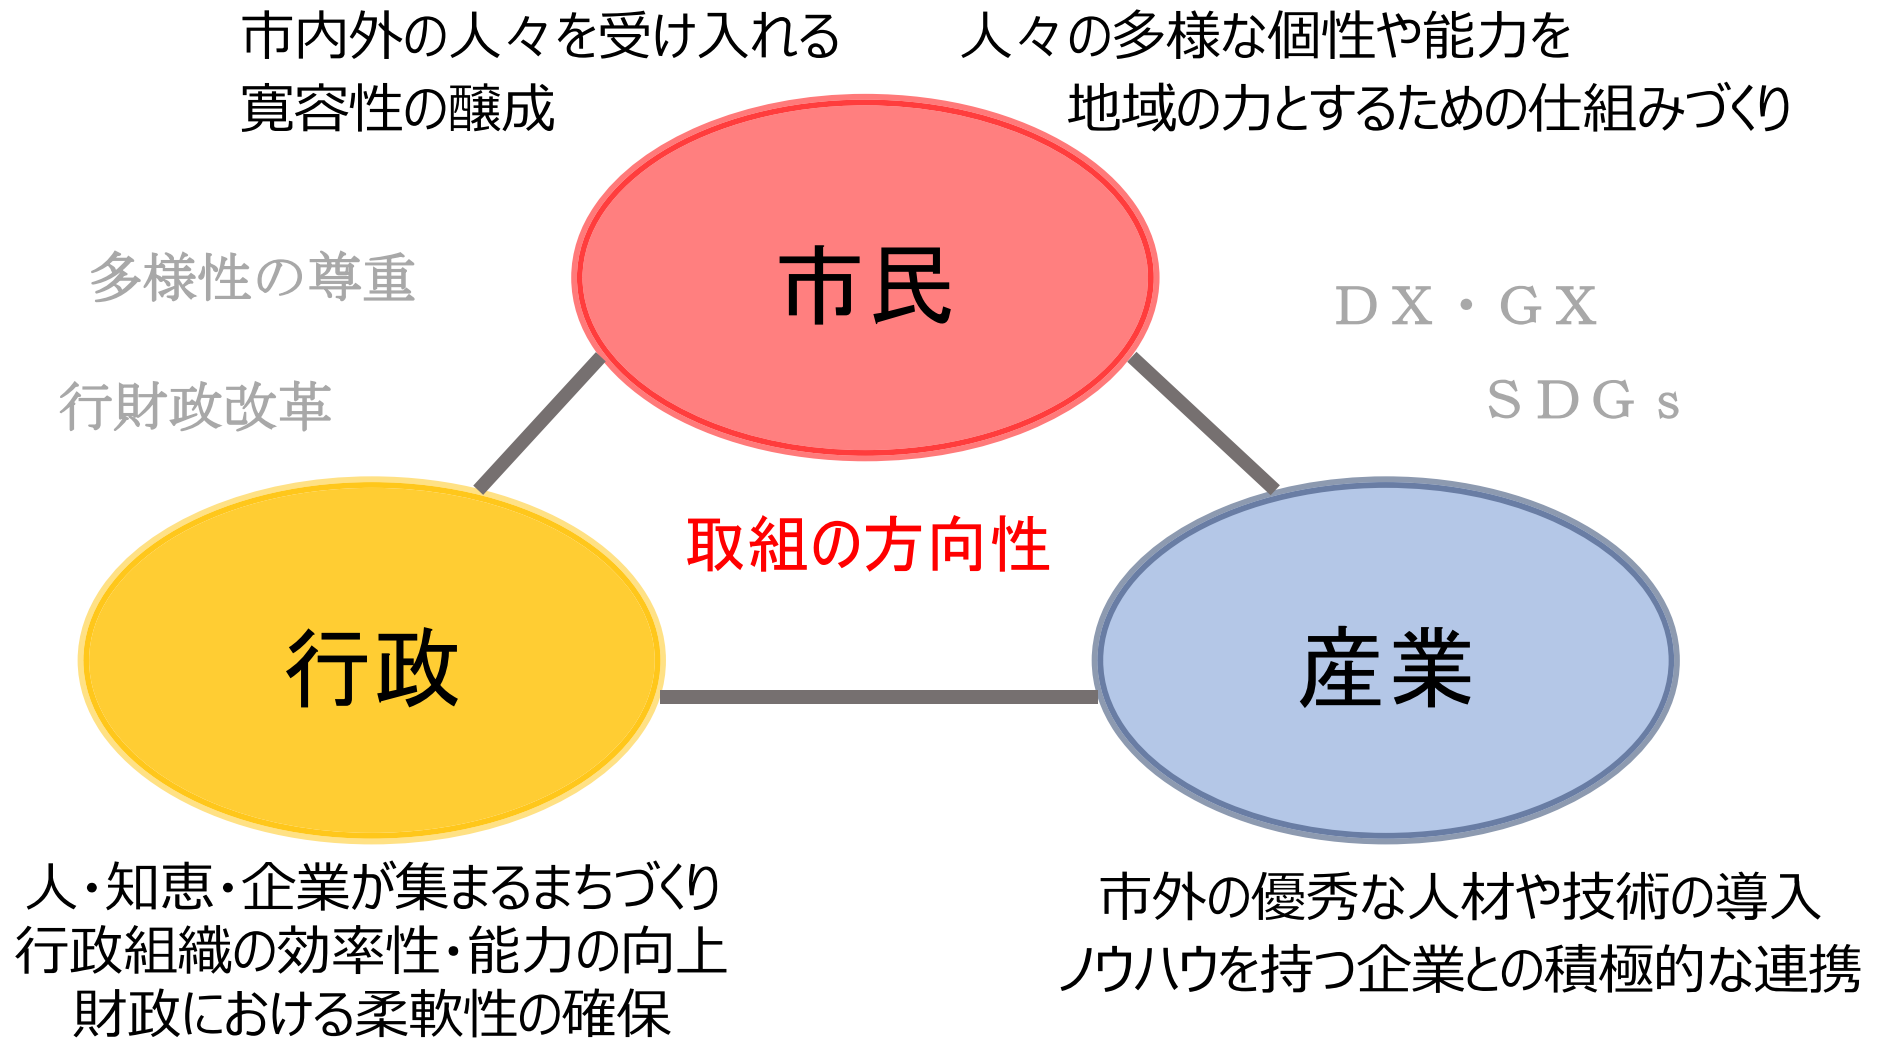 市内外の人々を受け入れる
寛容性の醸成
人々の多様な個性や能力を
地域の力とするための仕組みづくり
市民
多様性の尊重
行財政改革
ＤＸ・ＧＸ
ＳＤＧｓ
取組の方向性
行政
産業
人・知恵・企業が集まるまちづくり
行政組織の効率性・能力の向上
財政における柔軟性の確保
市外の優秀な人材や技術の導入
ノウハウを持つ企業との積極的な連携